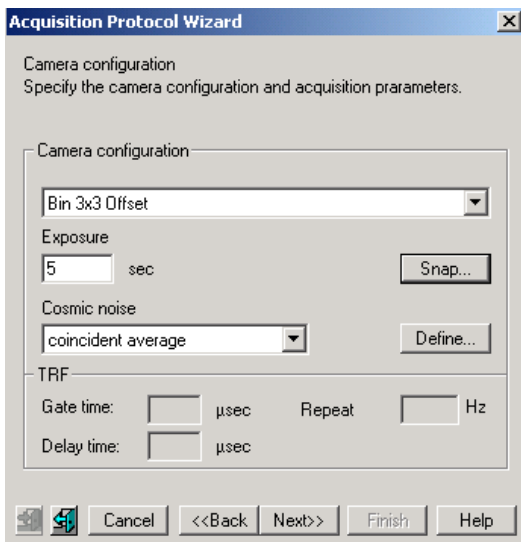 Acquisition Protocol Wizard
Camera configuration
Specify the camera configuration and acquisition prarameters.
Camera configuration
Bin 3x3 Offset
Exposure
5 sec Snap...
Cosmic noise
coincident average Define...
TRF
Gate time: µsec Repeat Hz
Delay time: µsec
Cancel <<Back Next>> Finish Help